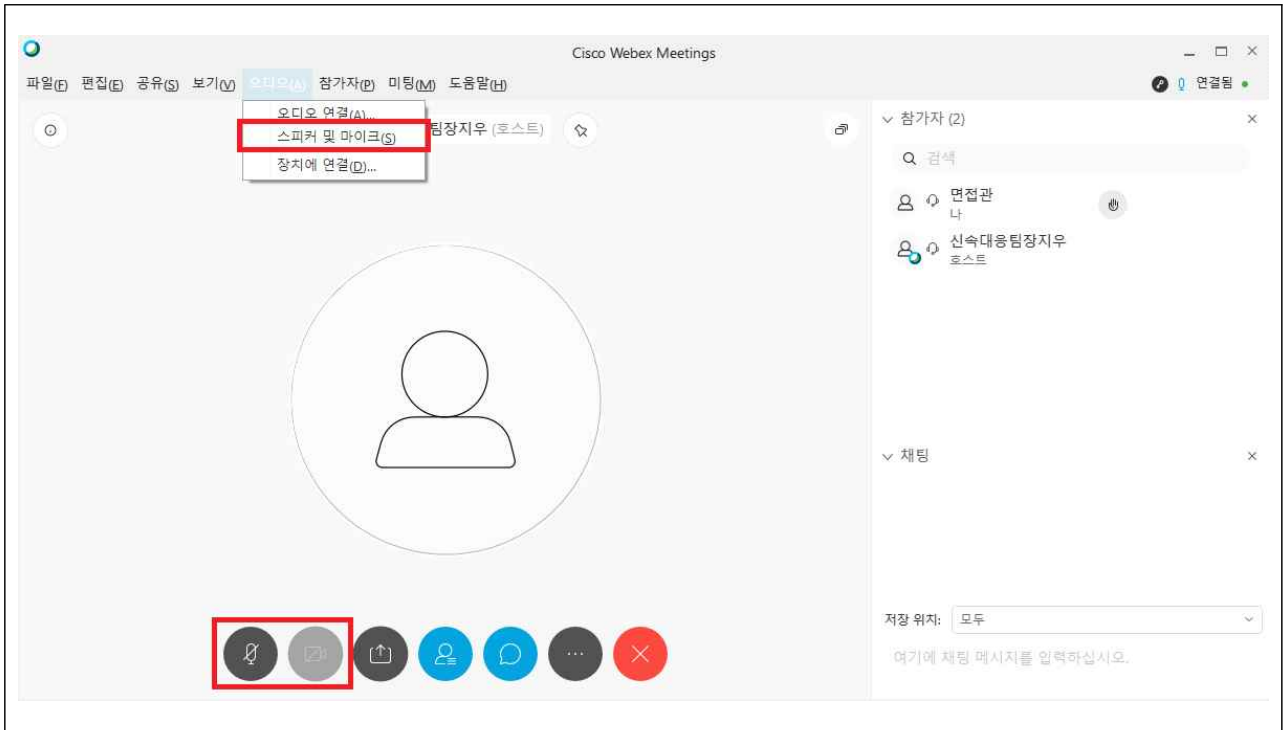 Cisco Webex Meetings
파일(F) 편집(E) 공유(S) 보기(V) 오디오(A) 참가자(P) 미팅(M) 도움말(H)
연결됨
오디오 연결(A)...
스피커 및 마이크(S)
장치에 연결(D)...
팀장지우 (호스트)
참가자 (2)
검색
면접관
나
신속대응팀장지우
호스트
채팅
저장 위치: 모두
여기에 채팅 메시지를 입력하십시오.